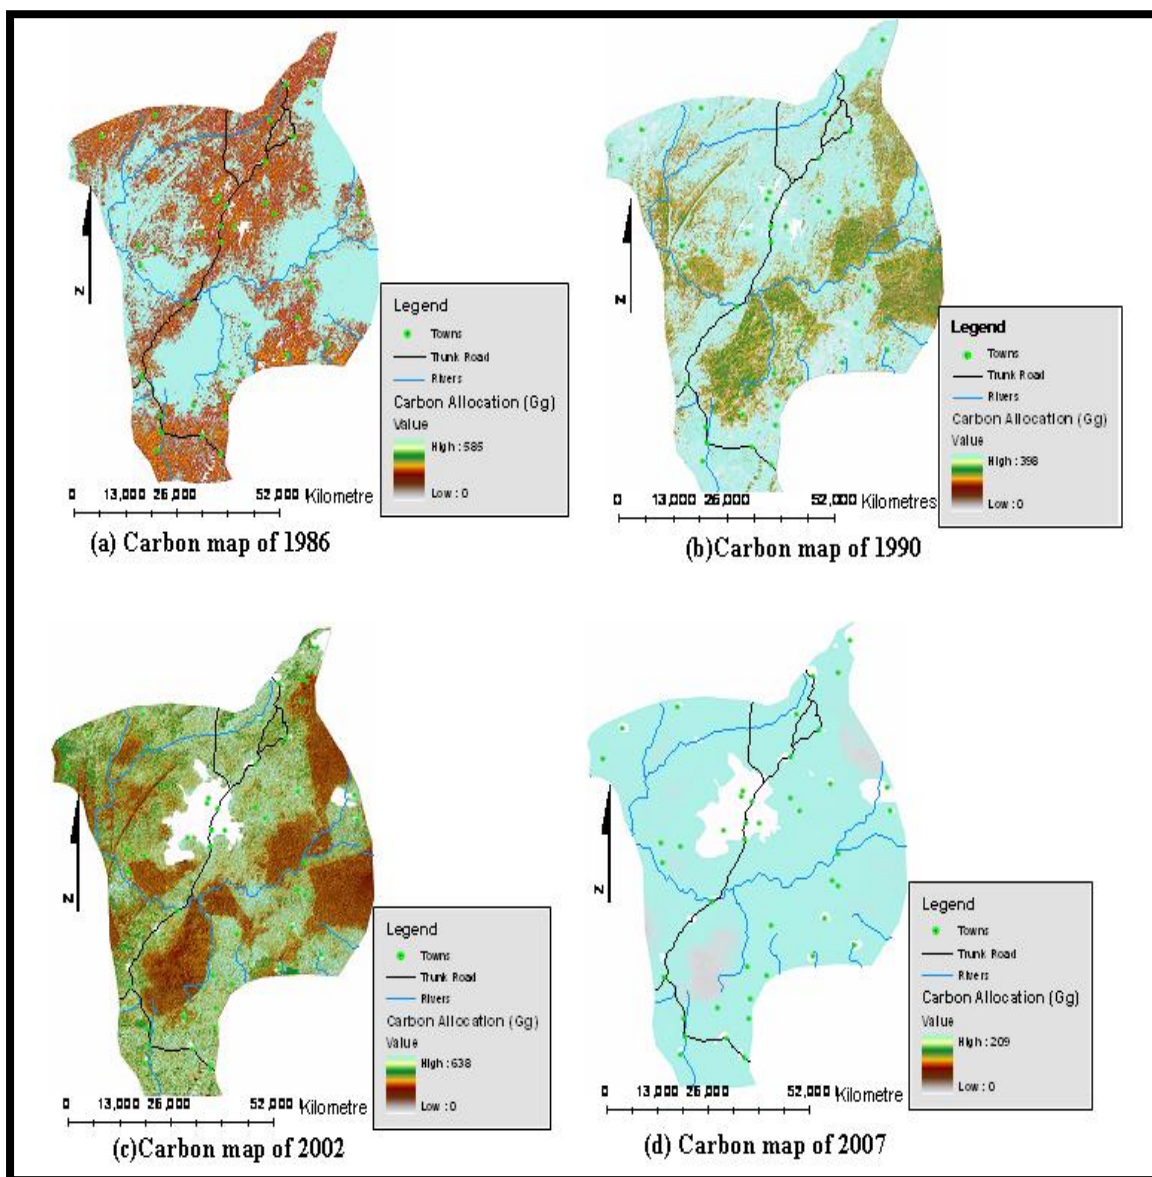 Z
Legend
Towns
Trunk Road
Rivers
Carbon Allocation (Gg)
Value
High : 585
Low : 0
0 13,000 26,000 52,000 Kilometre
(a) Carbon map of 1986
Z
Legend
Towns
Trunk Road
Rivers
Carbon Allocation (Gg)
Value
High : 398
Low : 0
0 13,000 26,000 52,000 Kilometres
(b)Carbon map of 1990
Z
Legend
Towns
Trunk Road
Rivers
Carbon Allocation (Gg)
Value
High : 638
Low : 0
0 13,000 26,000 52,000 Kilometre
(c)Carbon map of 2002
Z
Legend
Towns
Trunk Road
Rivers
Carbon Allocation (Gg)
Value
High : 209
Low : 0
0 13,000 26,000 52,000 Kilometre
(d) Carbon map of 2007